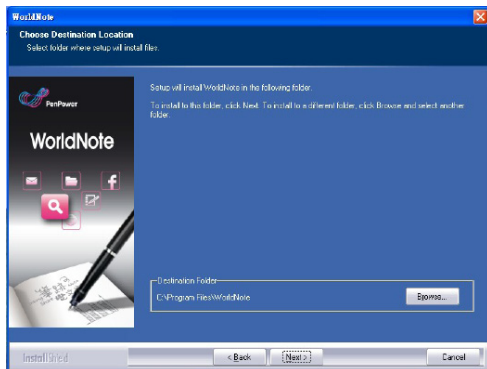 WorldNote
Choose Destination Location
Select folder where setup will install files.
PenPower
WorldNote
Setup will install WorldNote in the following folder.
To install to this folder, click Next. To install to a different folder, click Browse and select another
folder.
Destination Folder
C:\Program Files\WorldNote
Browse...
< Back
Next >
Cancel